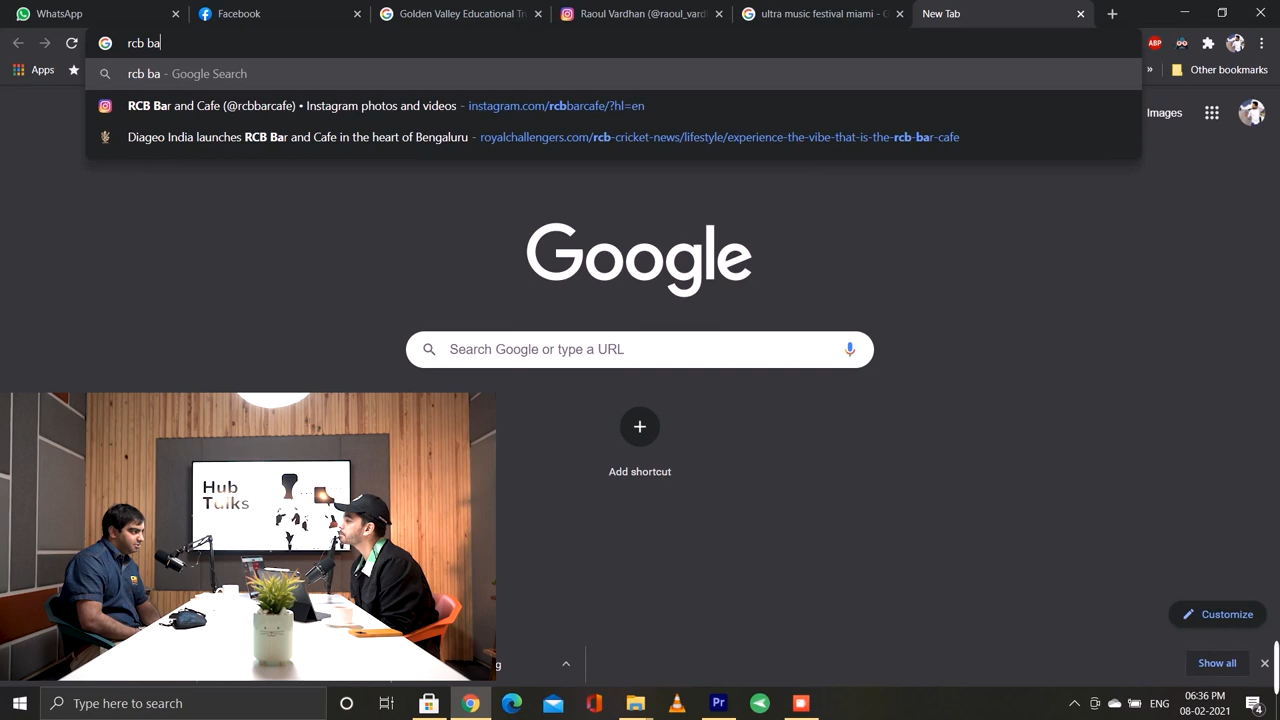 WhatsApp
Facebook
Golden Valley Educational Tr
Raoul Vardhan (@raoul_vard
ultra music festival miami - G
New Tab
rcb ba
ABP
rcb ba - Google Search
RCB Bar and Cafe (@rcbbarcafe) • Instagram photos and videos - instagram.com/rcbbarcafe/?hl=en
Diageo India launches RCB Bar and Cafe in the heart of Bengaluru - royalchallengers.com/rcb-cricket-news/lifestyle/experience-the-vibe-that-is-the-rcb-bar-cafe
Apps
»
Other bookmarks
Images
Google
Search Google or type a URL
Add shortcut
Hub
Talks
Customize
g
Show all
Type here to search
Pr
ENG
06:36 PM
08-02-2021
4